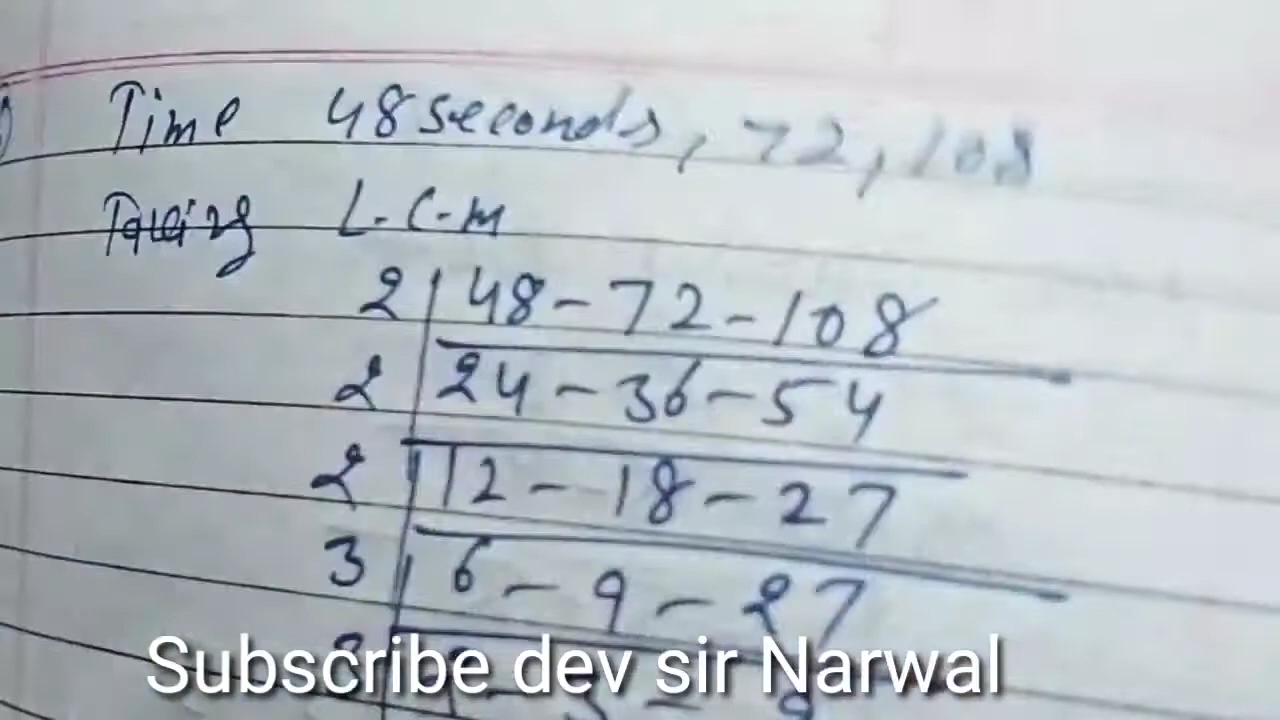 ) Time 48 seconds, 72, 108
Taking L.C.M
2 | 48 - 72 - 108
2 | 24 - 36 - 54
2 | 12 - 18 - 27
3 | 6 - 9 - 27
Subscribe dev sir Narwal